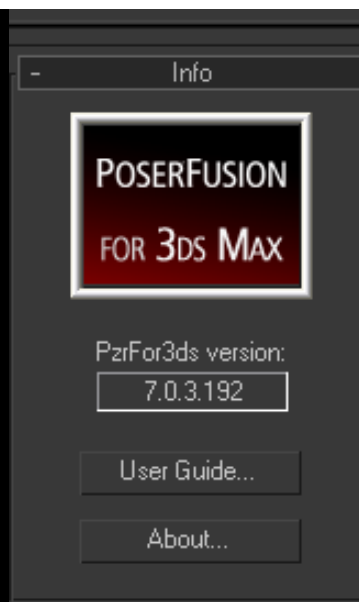 - Info
POSERFUSION
FOR 3DS MAX
PzrFor3ds version:
7.0.3.192
User Guide...
About...